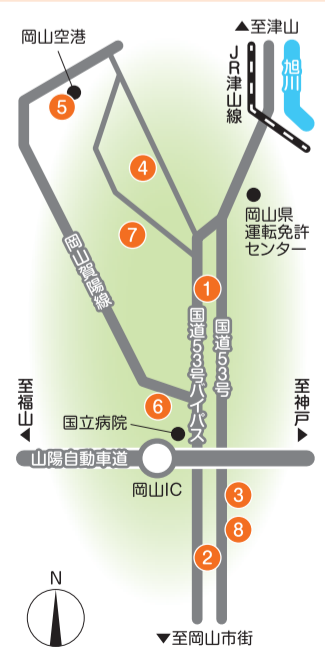 ▲至津山
岡山空港
JR津山線
旭川
5
4
岡山県
運転免許
センター
7
岡山賀陽線
1
国道53号バイパス
国道53号
6
至福山▼
国立病院
至神戸▼
山陽自動車道
岡山IC
3
8
2
N
▼至岡山市街